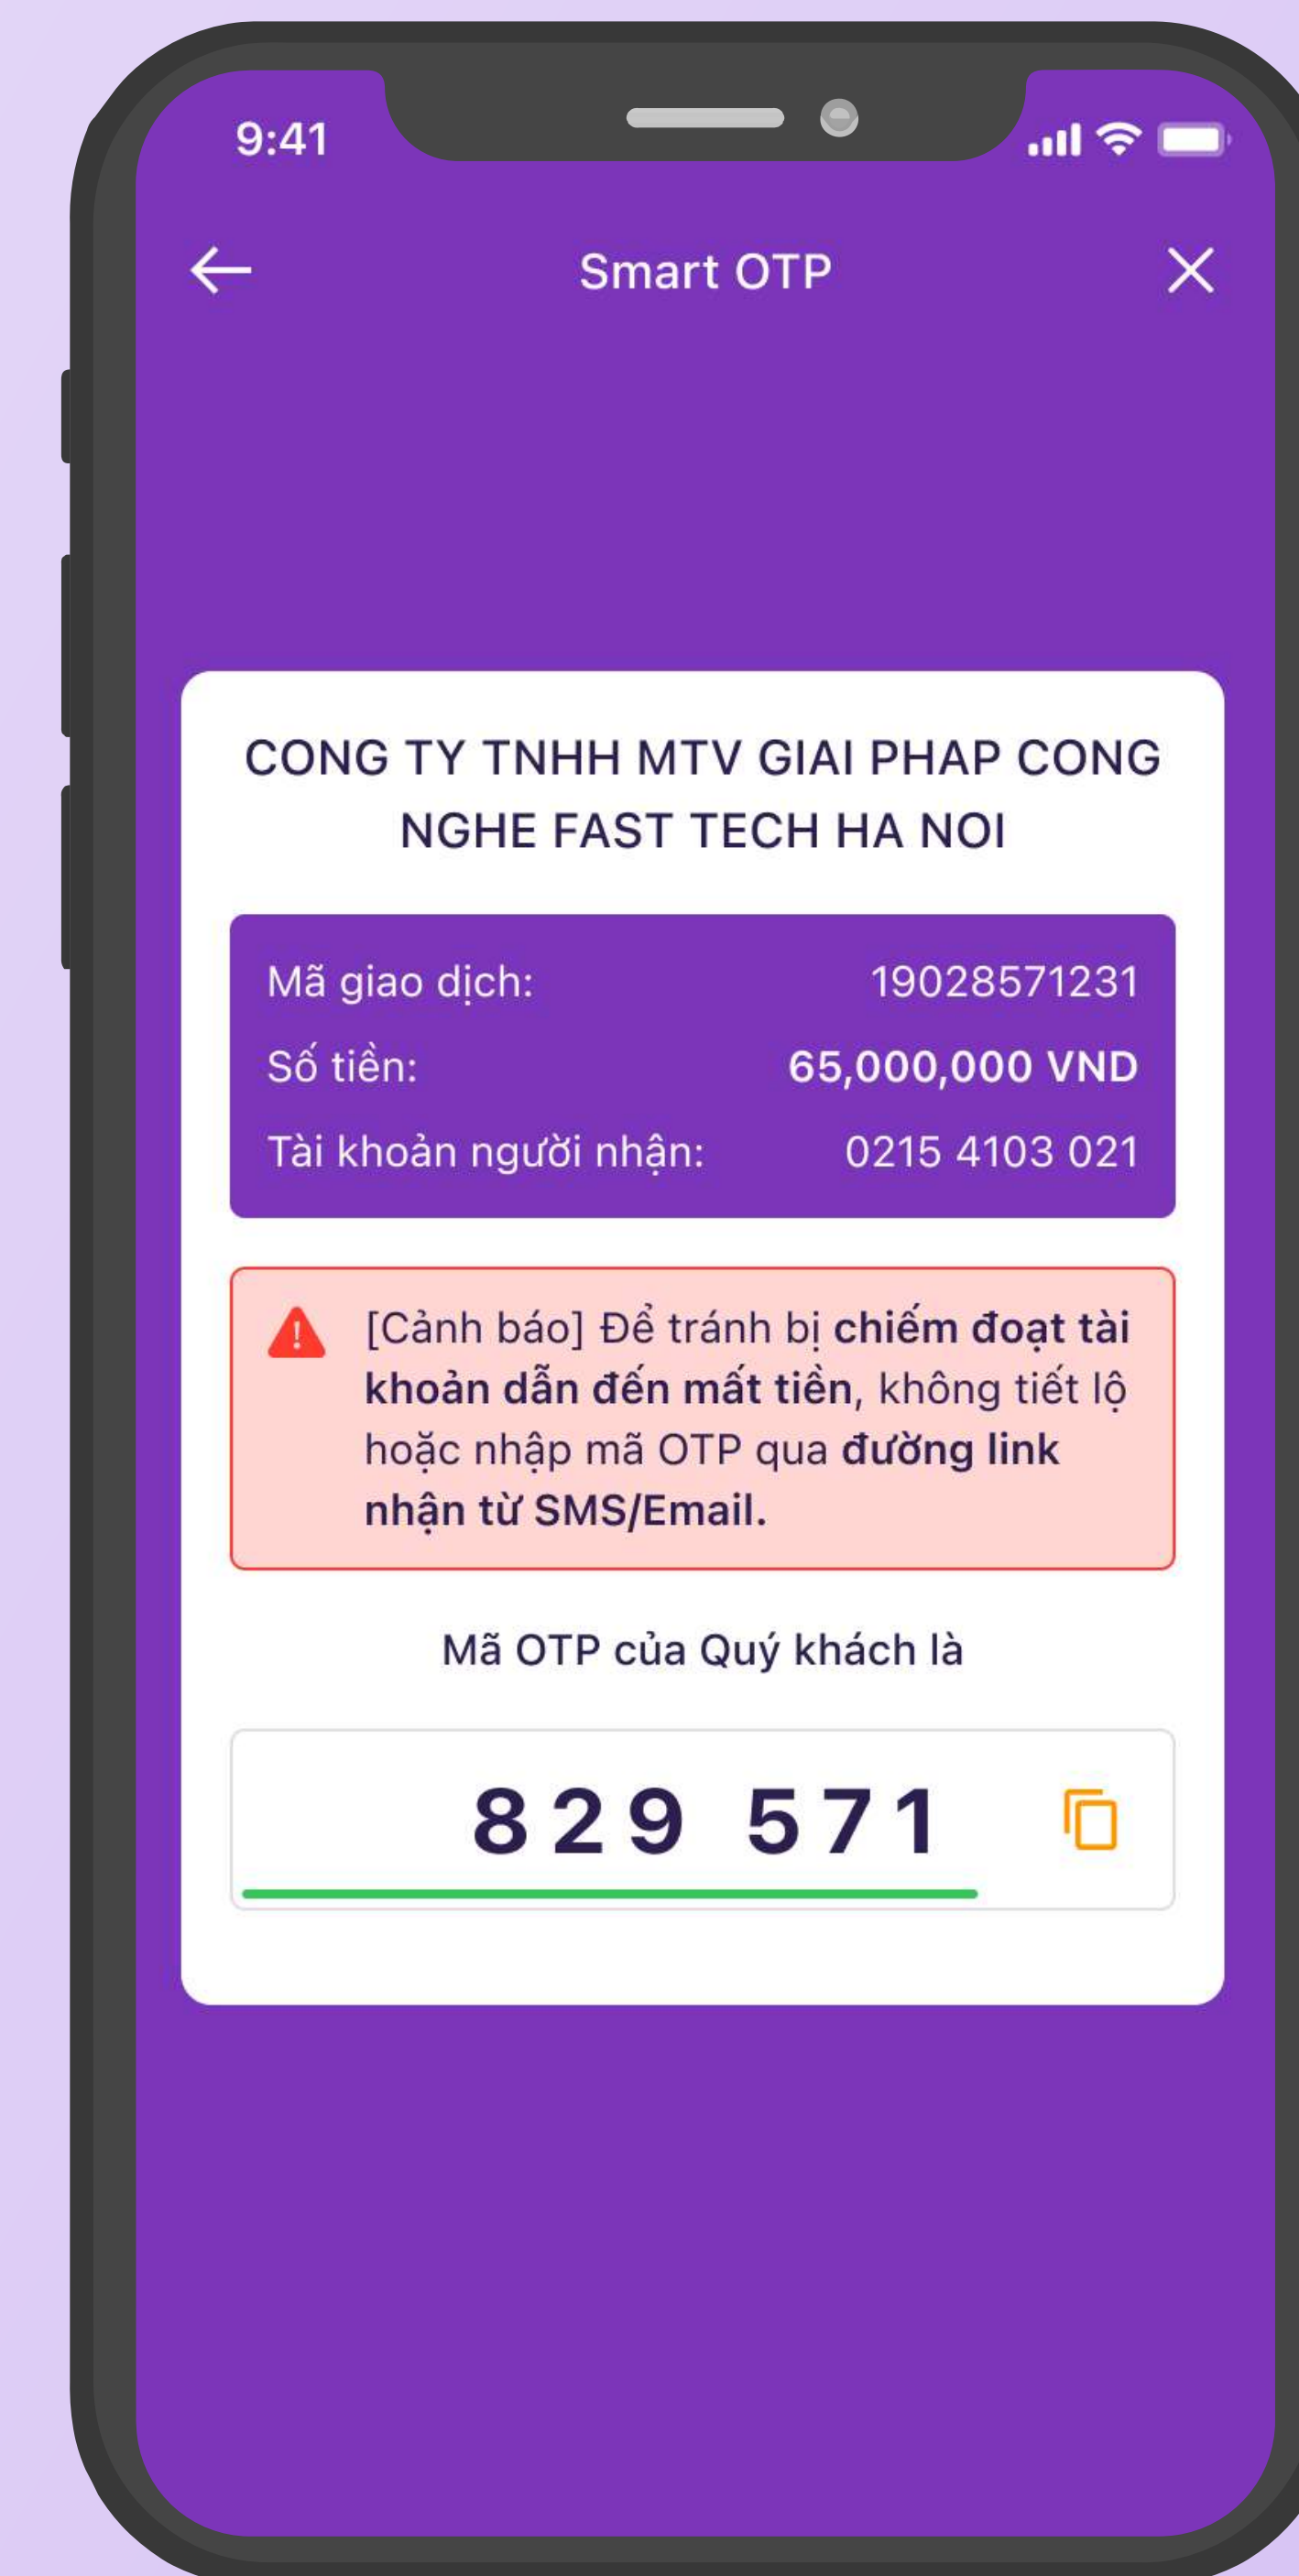 9:41
Smart OTP
CONG TY TNHH MTV GIAI PHAP CONG
NGHE FAST TECH HA NOI
Mã giao dịch: 19028571231
Số tiền: 65,000,000 VND
Tài khoản người nhận: 0215 4103 021
[Cảnh báo] Để tránh bị chiếm đoạt tài
khoản dẫn đến mất tiền, không tiết lộ
hoặc nhập mã OTP qua đường link
nhận từ SMS/Email.
Mã OTP của Quý khách là
829 571